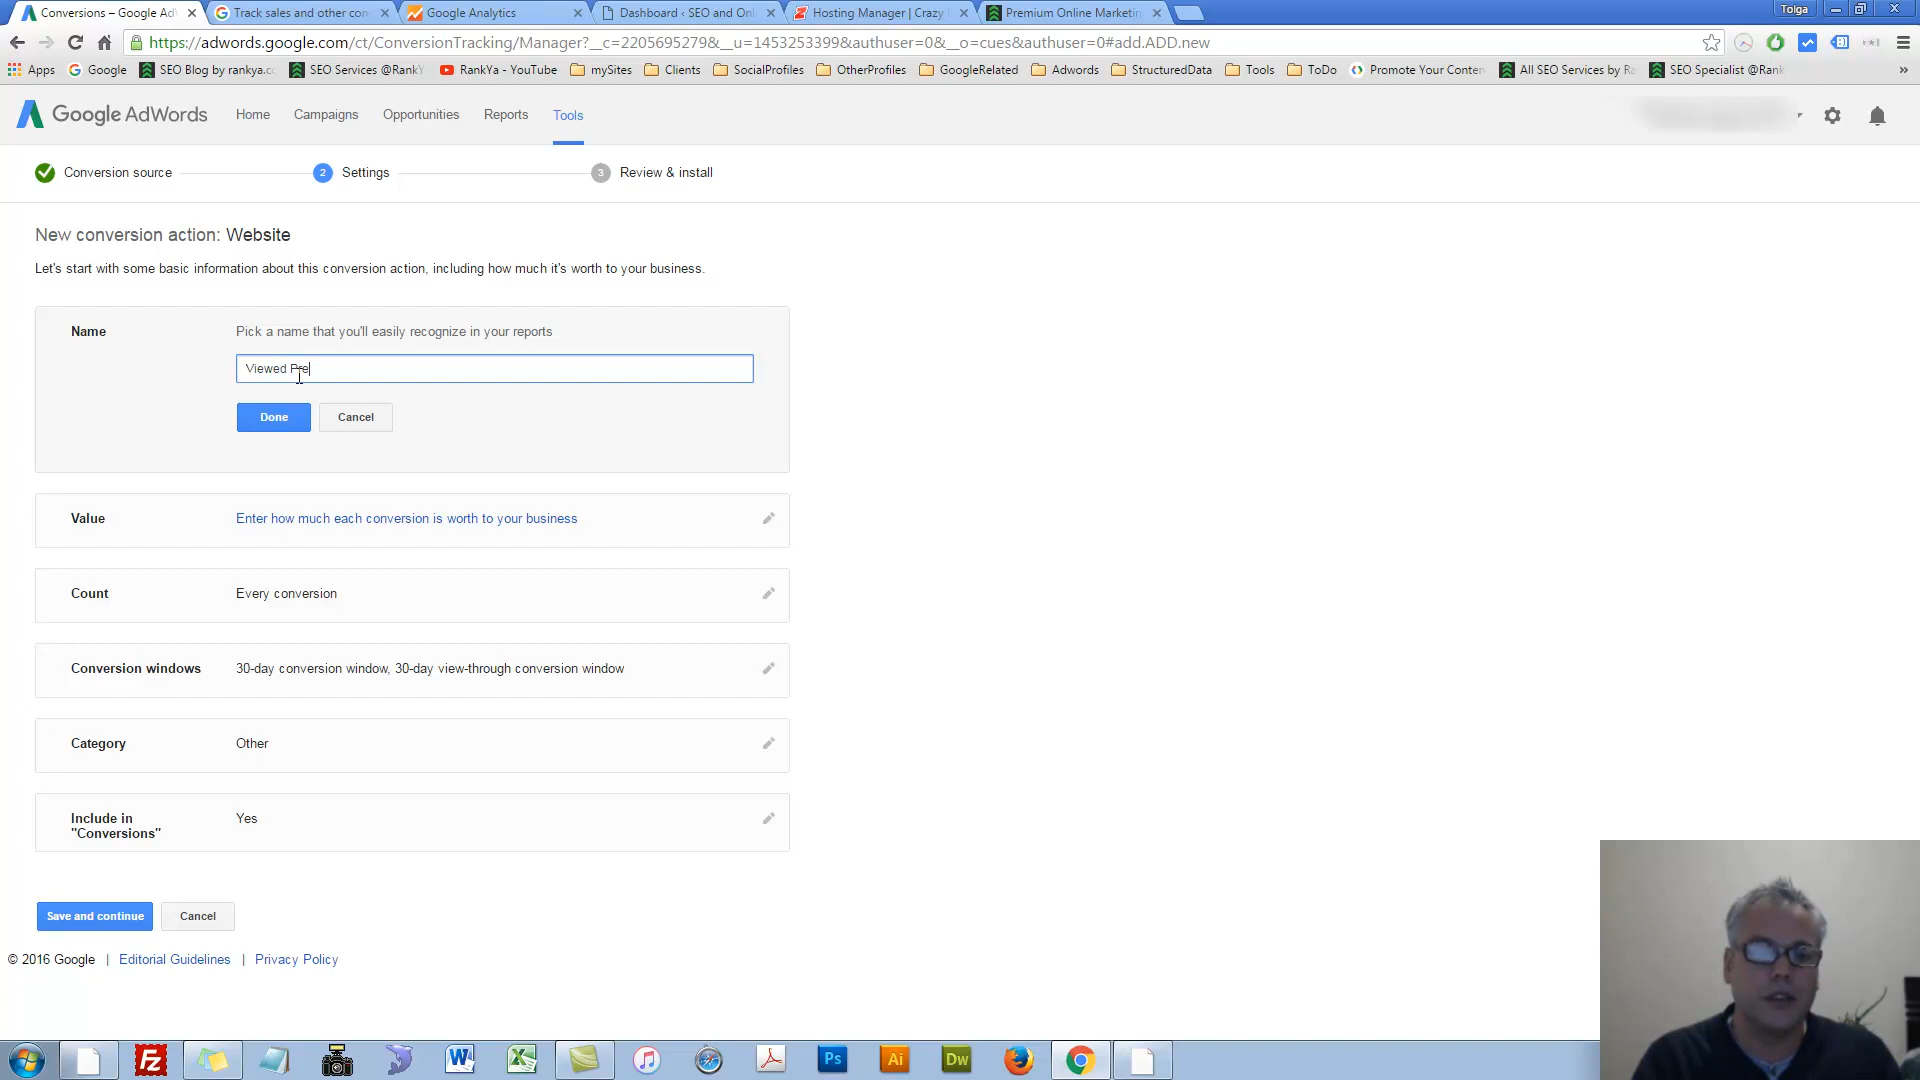 Conversions – Google Ad
Track sales and other con
Google Analytics
Dashboard ‹ SEO and Onl
Hosting Manager | Crazy
Premium Online Marketin
Tolga
https://adwords.google.com/ct/ConversionTracking/Manager?__c=2205695279&__u=1453253399&authuser=0&__o=cues&authuser=0#add.ADD.new
Apps
Google
SEO Blog by rankya.co
SEO Services @RankY
RankYa - YouTube
mySites
Clients
SocialProfiles
OtherProfiles
GoogleRelated
Adwords
StructuredData
Tools
ToDo
Promote Your Conten
All SEO Services by Ra
SEO Specialist @Rank
Google AdWords
Home
Campaigns
Opportunities
Reports
Tools
Conversion source
2 Settings
3 Review & install
New conversion action: Website
Let's start with some basic information about this conversion action, including how much it's worth to your business.
Name
Pick a name that you'll easily recognize in your reports
Viewed Pre
Done
Cancel
Value
Enter how much each conversion is worth to your business
Count
Every conversion
Conversion windows
30-day conversion window, 30-day view-through conversion window
Category
Other
Include in
"Conversions"
Yes
Save and continue
Cancel
© 2016 Google | Editorial Guidelines | Privacy Policy
Fz
W
X
Ps
Ai
Dw